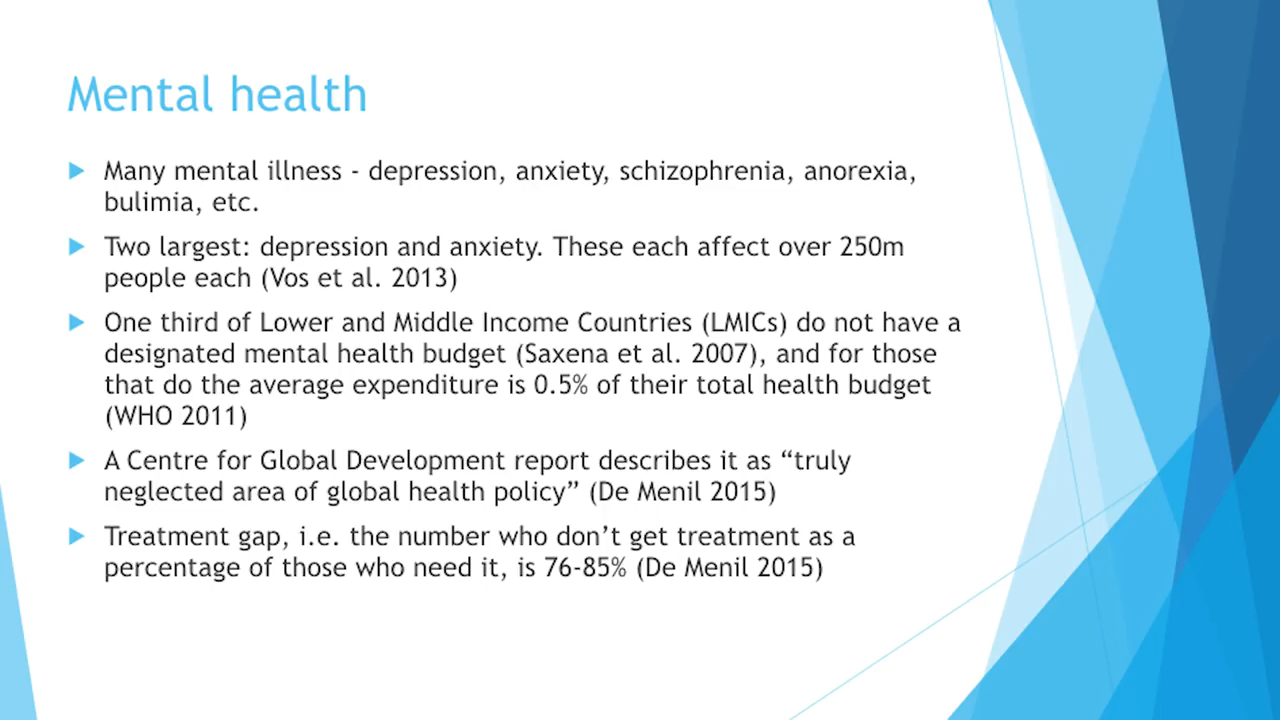 Mental health
Many mental illness - depression, anxiety, schizophrenia, anorexia,
bulimia, etc.
Two largest: depression and anxiety. These each affect over 250m
people each (Vos et al. 2013)
One third of Lower and Middle Income Countries (LMICs) do not have a
designated mental health budget (Saxena et al. 2007), and for those
that do the average expenditure is 0.5% of their total health budget
(WHO 2011)
A Centre for Global Development report describes it as “truly
neglected area of global health policy” (De Menil 2015)
Treatment gap, i.e. the number who don’t get treatment as a
percentage of those who need it, is 76-85% (De Menil 2015)